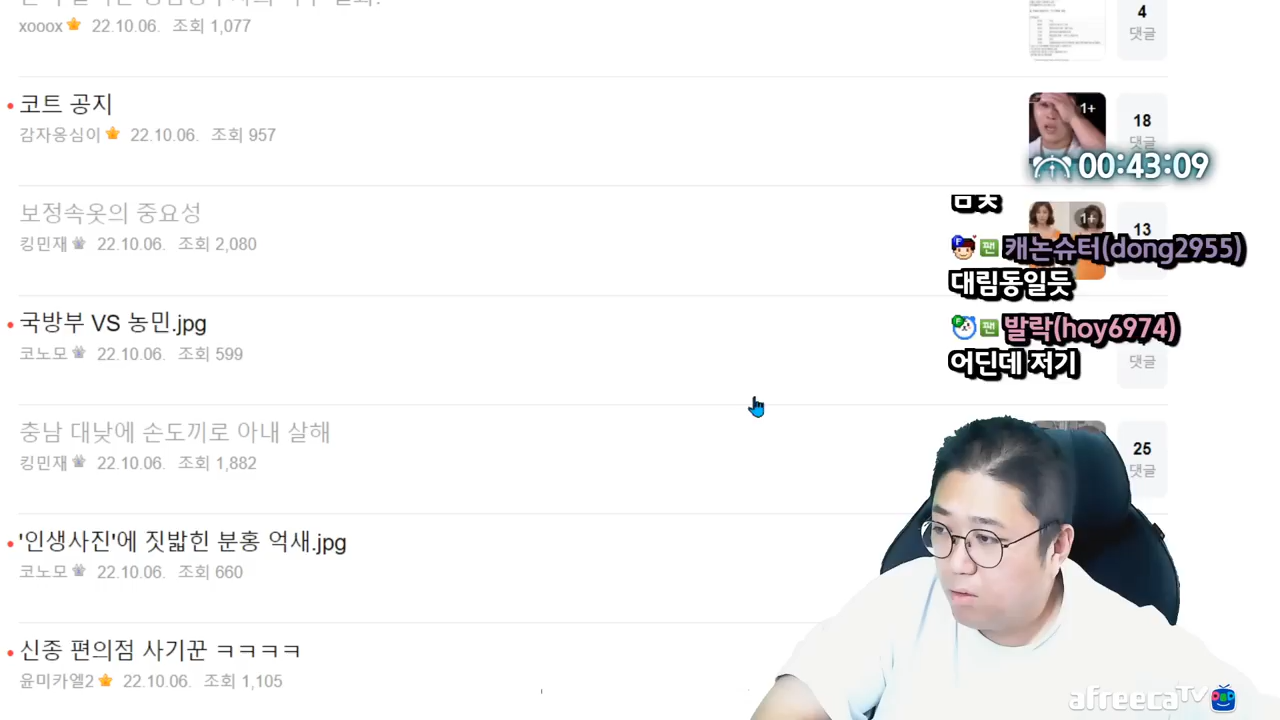 xooox 22.10.06. 조회 1,077
4
댓글
코트 공지
감자옹심이 22.10.06. 조회 957
1+
18
댓글
00:43:09
보정속옷의 중요성
킹민재 22.10.06. 조회 2,080
1+
13
캐논슈터(dong2955)
대림동일듯
발락(hoy6974)
어딘데 저기
국방부 VS 농민.jpg
코노모 22.10.06. 조회 599
댓글
충남 대낮에 손도끼로 아내 살해
킹민재 22.10.06. 조회 1,882
25
댓글
'인생사진'에 짓밟힌 분홍 억새.jpg
코노모 22.10.06. 조회 660
신종 편의점 사기꾼 ㅋㅋㅋㅋ
윤미카엘2 22.10.06. 조회 1,105
afreecaTV